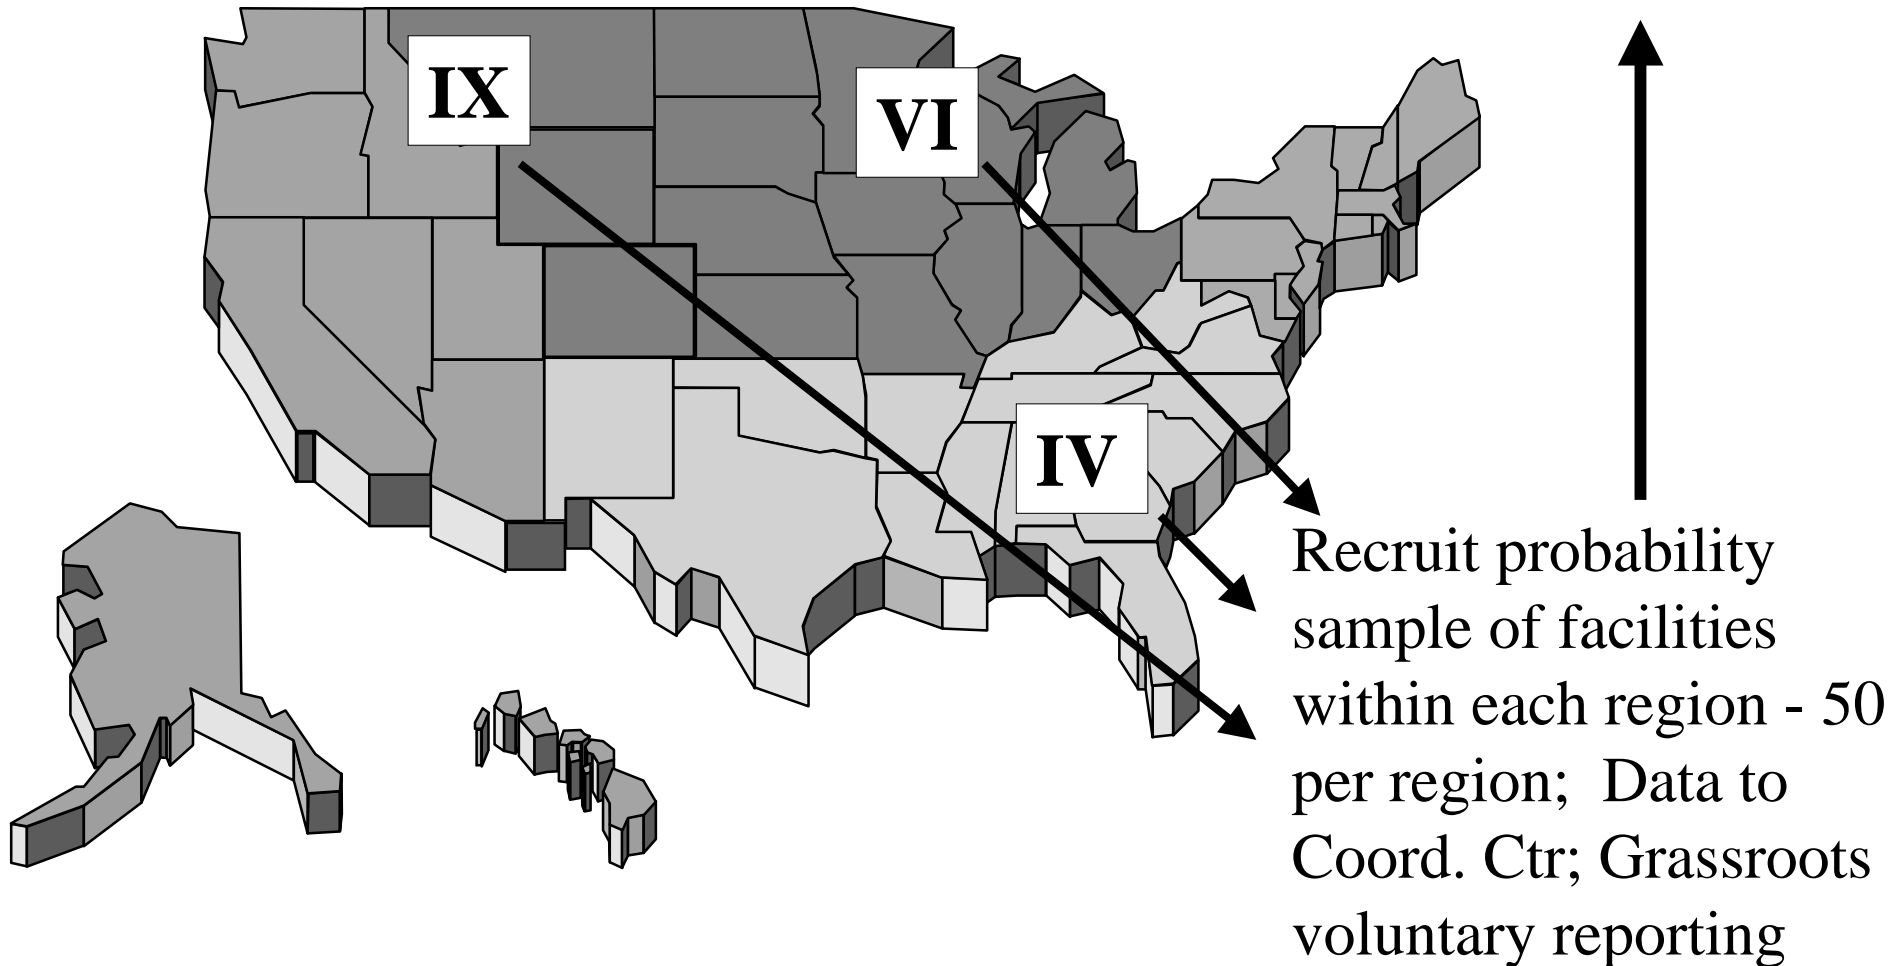 IX
VI
IV
Recruit probability
sample of facilities
within each region - 50
per region;  Data to
Coord. Ctr; Grassroots
voluntary reporting